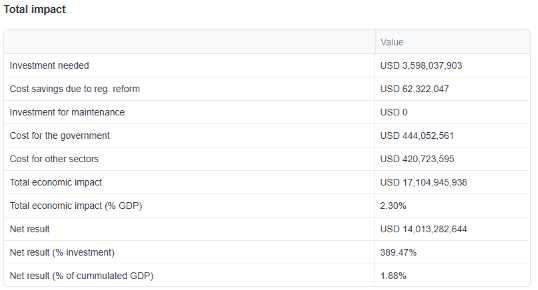 Total impact
Value
Investment needed USD 3,598,037,903
Cost savings due to reg. reform USD 62,322,047
Investment for maintenance USD 0
Cost for the government USD 444,052,561
Cost for other sectors USD 420,723,595
Total economic impact USD 17,104,945,938
Total economic impact (% GDP) 2.30%
Net result USD 14,013,282,644
Net result (% investment) 389.47%
Net result (% of cummulated GDP) 1.88%